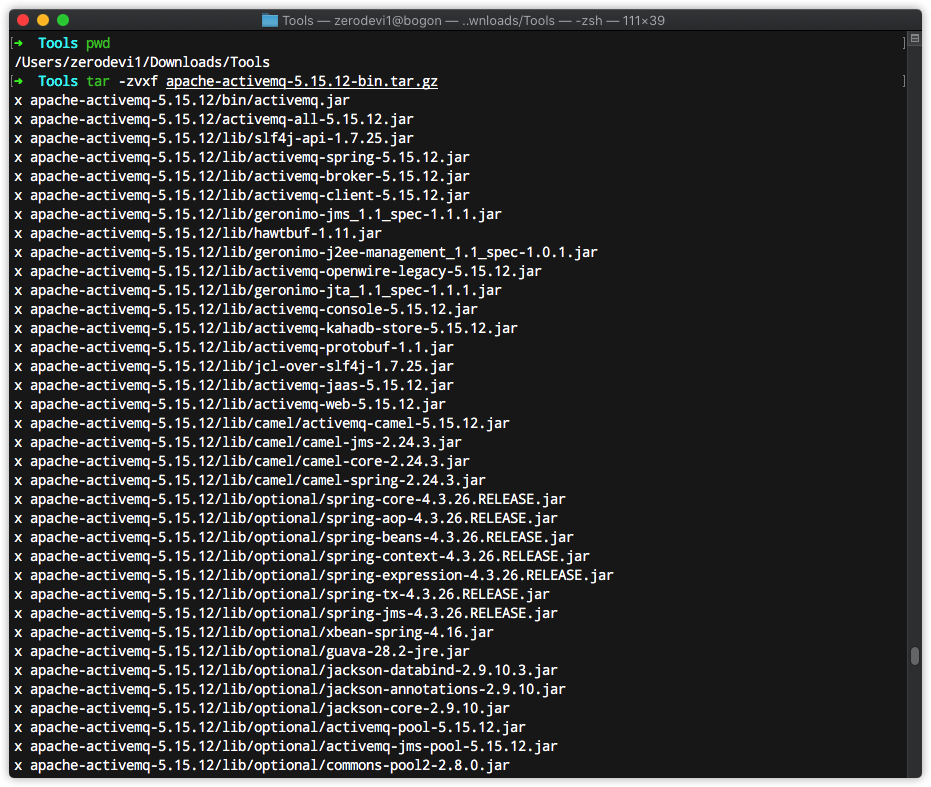 Tools — zerodevi1@bogon — ..wnloads/Tools — -zsh — 111×39
[➜  Tools pwd ]
/Users/zerodevi1/Downloads/Tools
[➜  Tools tar -zvxf apache-activemq-5.15.12-bin.tar.gz ]
x apache-activemq-5.15.12/bin/activemq.jar
x apache-activemq-5.15.12/activemq-all-5.15.12.jar
x apache-activemq-5.15.12/lib/slf4j-api-1.7.25.jar
x apache-activemq-5.15.12/lib/activemq-spring-5.15.12.jar
x apache-activemq-5.15.12/lib/activemq-broker-5.15.12.jar
x apache-activemq-5.15.12/lib/activemq-client-5.15.12.jar
x apache-activemq-5.15.12/lib/geronimo-jms_1.1_spec-1.1.1.jar
x apache-activemq-5.15.12/lib/hawtbuf-1.11.jar
x apache-activemq-5.15.12/lib/geronimo-j2ee-management_1.1_spec-1.0.1.jar
x apache-activemq-5.15.12/lib/activemq-openwire-legacy-5.15.12.jar
x apache-activemq-5.15.12/lib/geronimo-jta_1.1_spec-1.1.1.jar
x apache-activemq-5.15.12/lib/activemq-console-5.15.12.jar
x apache-activemq-5.15.12/lib/activemq-kahadb-store-5.15.12.jar
x apache-activemq-5.15.12/lib/activemq-protobuf-1.1.jar
x apache-activemq-5.15.12/lib/jcl-over-slf4j-1.7.25.jar
x apache-activemq-5.15.12/lib/activemq-jaas-5.15.12.jar
x apache-activemq-5.15.12/lib/activemq-web-5.15.12.jar
x apache-activemq-5.15.12/lib/camel/activemq-camel-5.15.12.jar
x apache-activemq-5.15.12/lib/camel/camel-jms-2.24.3.jar
x apache-activemq-5.15.12/lib/camel/camel-core-2.24.3.jar
x apache-activemq-5.15.12/lib/camel/camel-spring-2.24.3.jar
x apache-activemq-5.15.12/lib/optional/spring-core-4.3.26.RELEASE.jar
x apache-activemq-5.15.12/lib/optional/spring-aop-4.3.26.RELEASE.jar
x apache-activemq-5.15.12/lib/optional/spring-beans-4.3.26.RELEASE.jar
x apache-activemq-5.15.12/lib/optional/spring-context-4.3.26.RELEASE.jar
x apache-activemq-5.15.12/lib/optional/spring-expression-4.3.26.RELEASE.jar
x apache-activemq-5.15.12/lib/optional/spring-tx-4.3.26.RELEASE.jar
x apache-activemq-5.15.12/lib/optional/spring-jms-4.3.26.RELEASE.jar
x apache-activemq-5.15.12/lib/optional/xbean-spring-4.16.jar
x apache-activemq-5.15.12/lib/optional/guava-28.2-jre.jar
x apache-activemq-5.15.12/lib/optional/jackson-databind-2.9.10.3.jar
x apache-activemq-5.15.12/lib/optional/jackson-annotations-2.9.10.jar
x apache-activemq-5.15.12/lib/optional/jackson-core-2.9.10.jar
x apache-activemq-5.15.12/lib/optional/activemq-pool-5.15.12.jar
x apache-activemq-5.15.12/lib/optional/activemq-jms-pool-5.15.12.jar
x apache-activemq-5.15.12/lib/optional/commons-pool2-2.8.0.jar